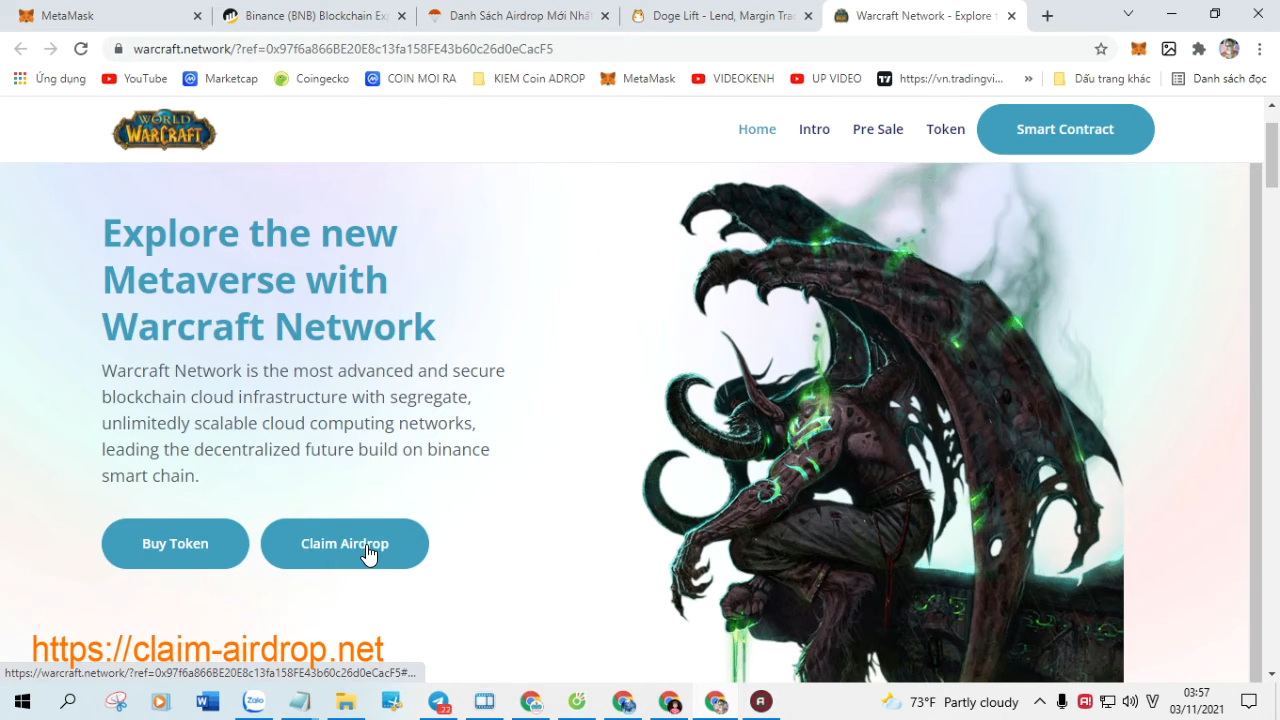 MetaMask
Binance (BNB) Blockchain Exp
Danh Sách Airdrop Mới Nhất
Doge Lift - Lend, Margin Tra
Warcraft Network - Explore t
warcraft.network/?ref=0x97f6a866BE20E8c13fa158FE43b60c26d0eCacF5
Ứng dụng
YouTube
Marketcap
Coingecko
COIN MOI RA
KIEM Coin ADROP
MetaMask
VIDEOKENH
UP VIDEO
https://vn.tradingvi...
»
Dấu trang khác
Danh sách đọc
WORLD
WARCRAFT
Home
Intro
Pre Sale
Token
Smart Contract
Explore the new
Metaverse with
Warcraft Network
Warcraft Network is the most advanced and secure
blockchain cloud infrastructure with segregate,
unlimitedly scalable cloud computing networks,
leading the decentralized future build on binance
smart chain.
Buy Token
Claim Airdrop
https://claim-airdrop.net
https://warcraft.network/?ref=0x97f6a866BE20E8c13fa158FE43b60c26d0eCacF5#...
Zalo
22
73°F Partly cloudy
03:57
03/11/2021